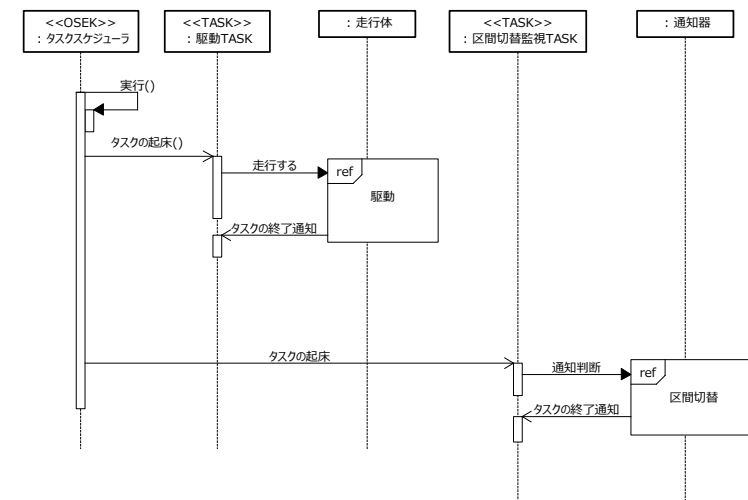 <<OSEK>>
: タスクスケジューラ
<<TASK>>
: 駆動TASK
: 走行体
<<TASK>>
: 区間切替監視TASK
: 通知器
実行()
タスクの起床()
走行する
ref
駆動
タスクの終了通知
タスクの起床
通知判断
ref
区間切替
タスクの終了通知